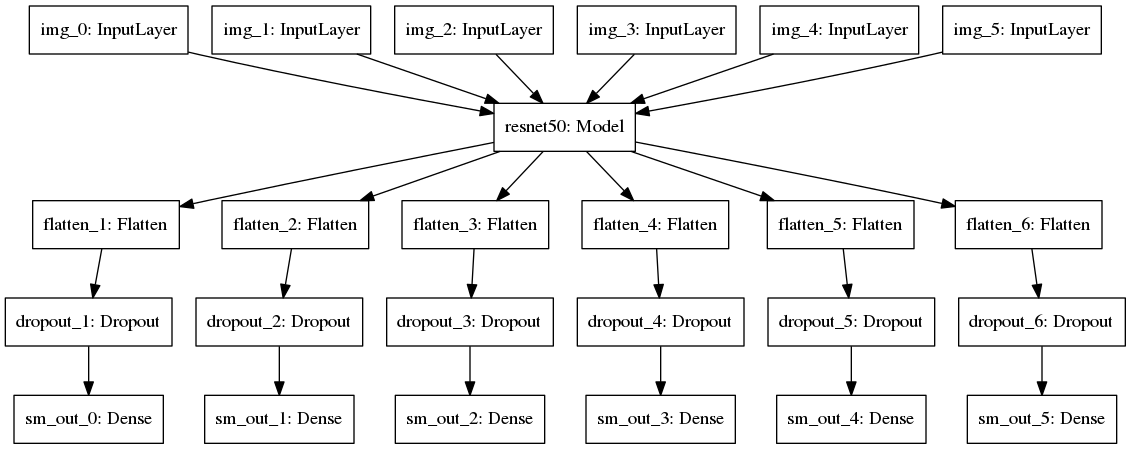 img_0: InputLayer
img_1: InputLayer
img_2: InputLayer
img_3: InputLayer
img_4: InputLayer
img_5: InputLayer
resnet50: Model
flatten_1: Flatten
flatten_2: Flatten
flatten_3: Flatten
flatten_4: Flatten
flatten_5: Flatten
flatten_6: Flatten
dropout_1: Dropout
dropout_2: Dropout
dropout_3: Dropout
dropout_4: Dropout
dropout_5: Dropout
dropout_6: Dropout
sm_out_0: Dense
sm_out_1: Dense
sm_out_2: Dense
sm_out_3: Dense
sm_out_4: Dense
sm_out_5: Dense